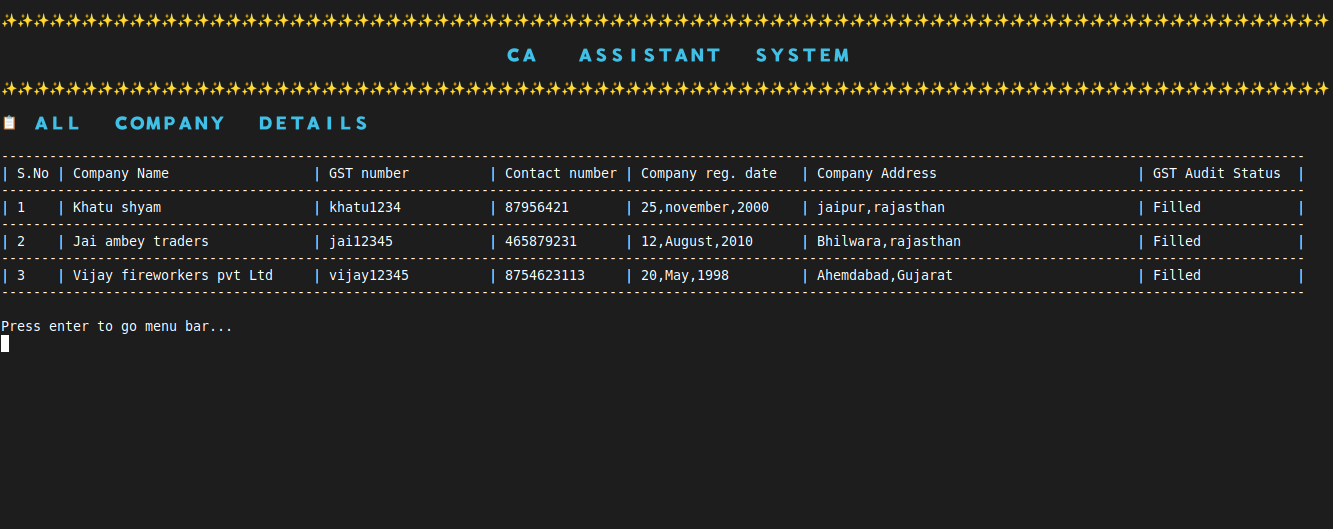 CA ASSISTANT SYSTEM
ALL COMPANY DETAILS
| S.No | Company Name | GST number | Contact number | Company reg. date | Company Address | GST Audit Status |
| 1 | Khatu shyam | khatu1234 | 87956421 | 25,november,2000 | jaipur,rajasthan | Filled |
| 2 | Jai ambey traders | jai12345 | 465879231 | 12,August,2010 | Bhilwara,rajasthan | Filled |
| 3 | Vijay fireworkers pvt Ltd | vijay12345 | 8754623113 | 20,May,1998 | Ahemdabad,Gujarat | Filled |
Press enter to go menu bar...